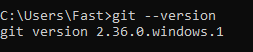 C:\Users\Fast>git --version
git version 2.36.0.windows.1